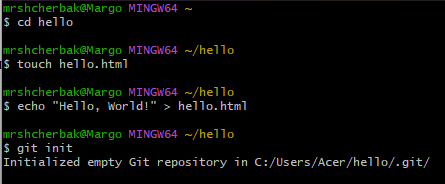 mrshcherbak@Margo MINGW64 ~
$ cd hello
mrshcherbak@Margo MINGW64 ~/hello
$ touch hello.html
mrshcherbak@Margo MINGW64 ~/hello
$ echo "Hello, World!" > hello.html
mrshcherbak@Margo MINGW64 ~/hello
$ git init
Initialized empty Git repository in C:/Users/Acer/hello/.git/